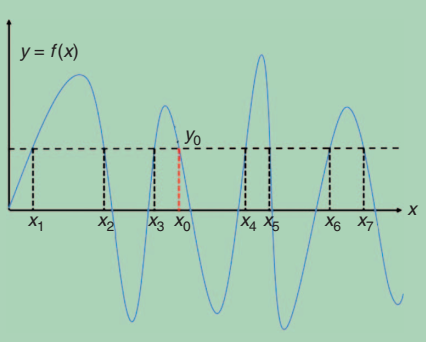 y = f(x)
y₀
x
x₁ x₂ x₃ x₀ x₄ x₅ x₆ x₇